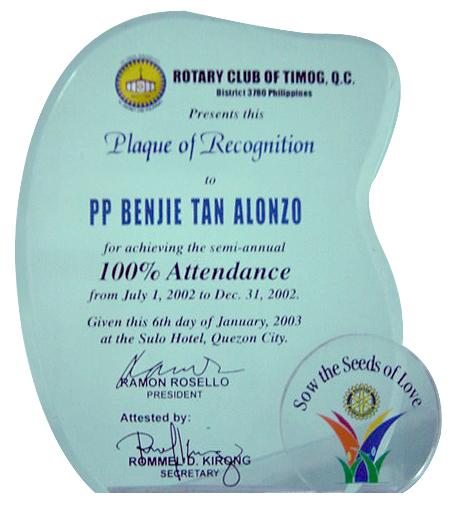 ROTARY CLUB OF TIMOG, Q.C.
District 3780 Philippines
Presents this
Plaque of Recognition
to
PP BENJIE TAN ALONZO
for achieving the semi-annual
100% Attendance
from July 1, 2002 to Dec. 31, 2002.
Given this 6th day of January, 2003
at the Sulo Hotel, Quezon City.
RAMON ROSELLO
PRESIDENT
Attested by:
ROMMEL D. KIRONG
SECRETARY
Sow the Seeds of Love